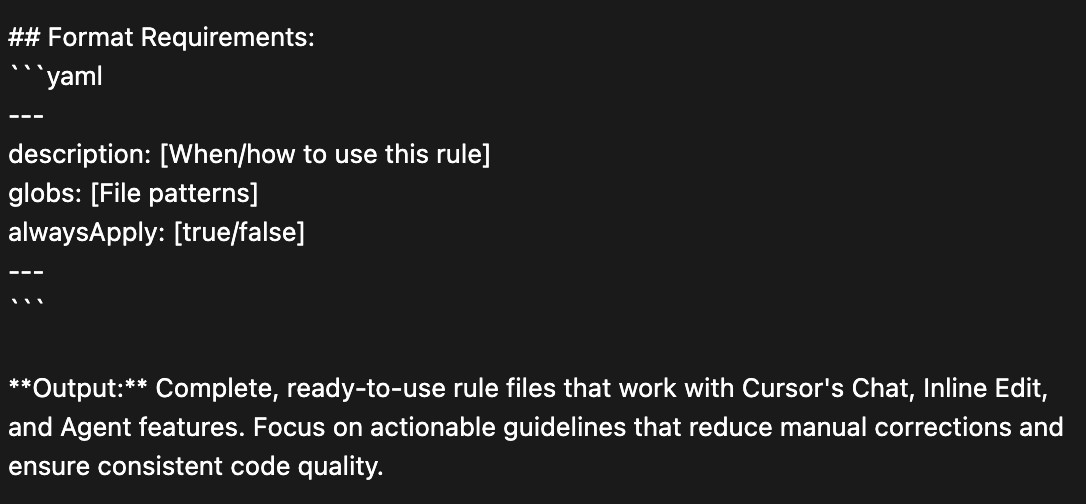 ## Format Requirements:
```yaml
---
description: [When/how to use this rule]
globs: [File patterns]
alwaysApply: [true/false]
---
```
**Output:** Complete, ready-to-use rule files that work with Cursor's Chat, Inline Edit,
and Agent features. Focus on actionable guidelines that reduce manual corrections and
ensure consistent code quality.